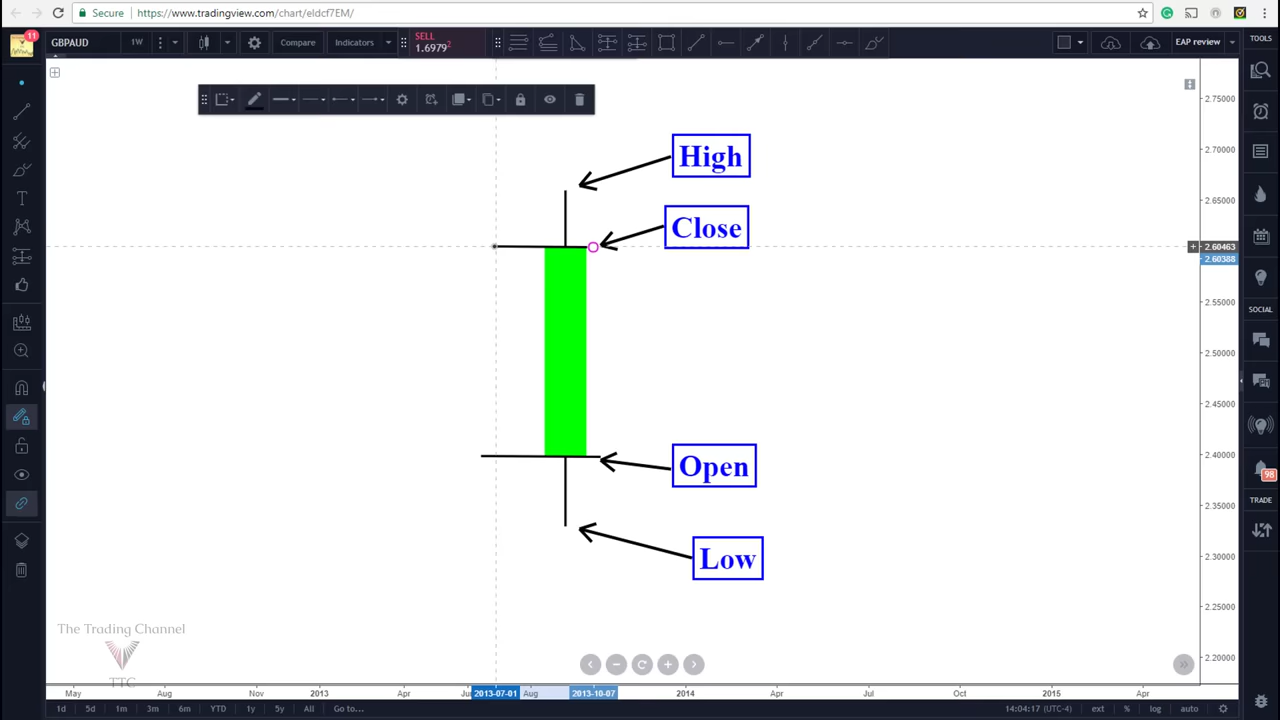 Secure
https://www.tradingview.com/chart/eldcf7EM/
11
GBPAUD
1W
Compare
Indicators
SELL
1.6979²
EAP review
TOOLS
High
Close
Open
Low
2.75000
2.70000
2.65000
2.60463
2.60388
2.55000
2.50000
2.45000
2.40000
2.35000
2.30000
2.25000
2.20000
SOCIAL
98
TRADE
The Trading Channel
TTC
May
Aug
Nov
2013
Apr
2013-07-01
Aug
2013-10-07
2014
Apr
Jul
Oct
2015
Apr
1d
5d
1m
3m
6m
YTD
1y
5y
All
Go to...
14:04:17 (UTC-4)
ext
%
log
auto